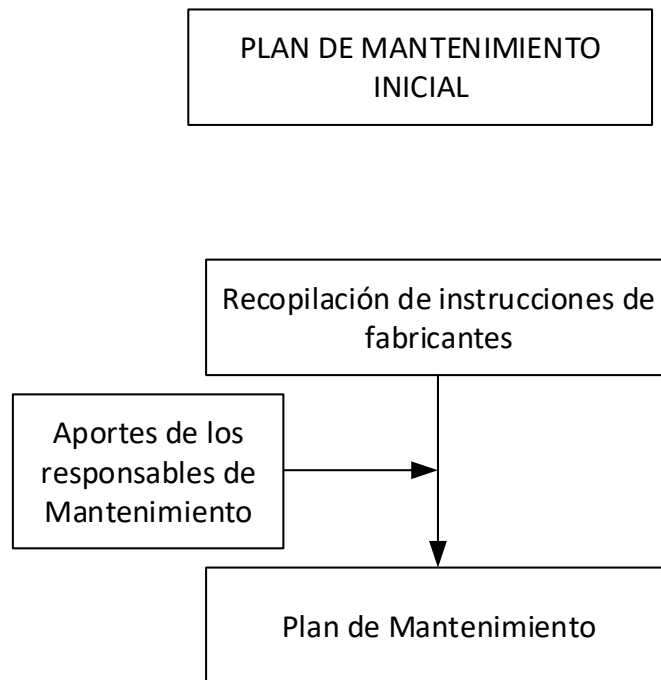 PLAN DE MANTENIMIENTO
INICIAL
Recopilación de instrucciones de
fabricantes
Aportes de los
responsables de
Mantenimiento
Plan de Mantenimiento